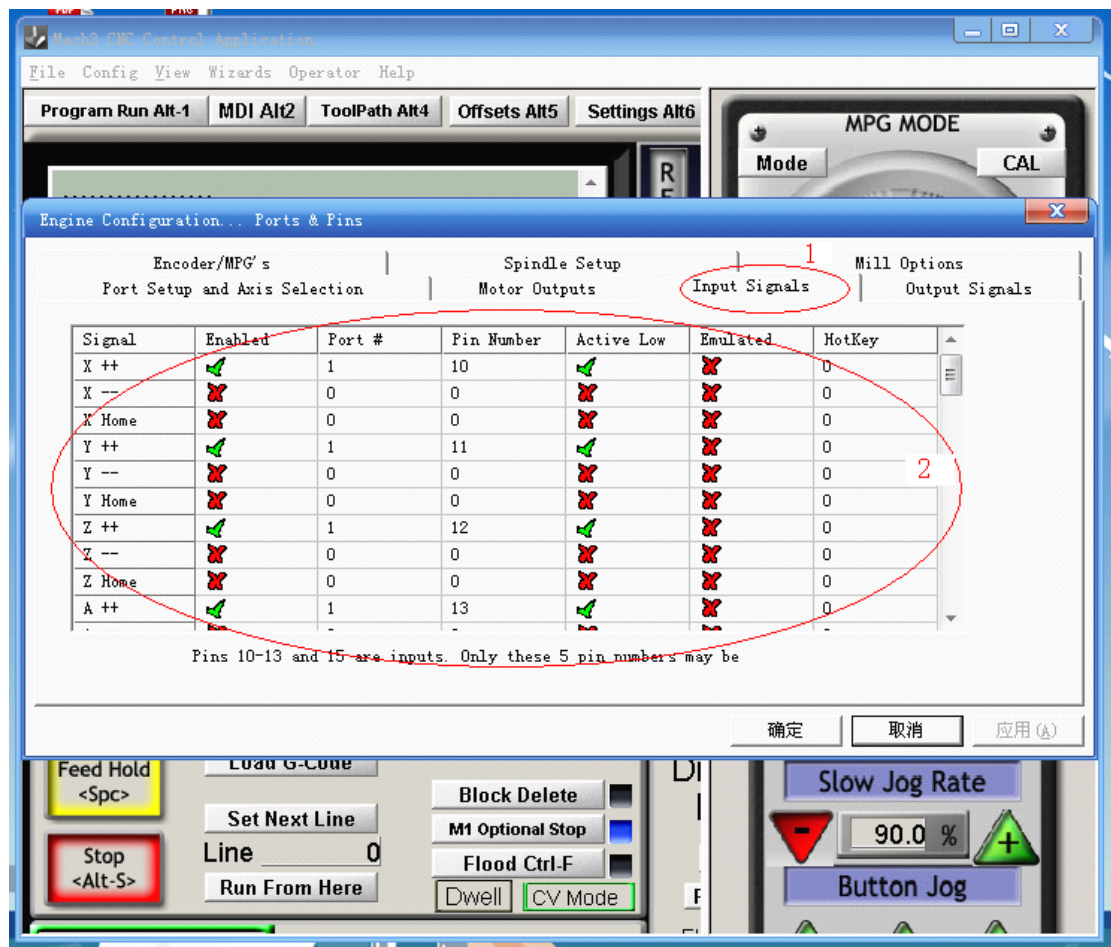 Mach3 CNC Control Application
File Config View Wizards Operator Help
Program Run Alt-1 MDI Alt2 ToolPath Alt4 Offsets Alt5 Settings Alt6
MPG MODE
Mode CAL
R
Engine Configuration... Ports & Pins
Encoder/MPG's Spindle Setup Mill Options
1
Port Setup and Axis Selection Motor Outputs Input Signals Output Signals
Signal Enabled Port # Pin Number Active Low Emulated HotKey
X ++ 1 10 0
X -- 0 0 0
X Home 0 0 0
Y ++ 1 11 0
Y -- 0 0 0
2
Y Home 0 0 0
Z ++ 1 12 0
Z -- 0 0 0
Z Home 0 0 0
A ++ 1 13 0
Pins 10-13 and 15 are inputs. Only these 5 pin numbers may be
确定 取消 应用(A)
Feed Hold
<Spc>
Load G-Code
Set Next Line
Line 0
Run From Here
Stop
<Alt-S>
Block Delete
M1 Optional Stop
Flood Ctrl-F
Dwell CV Mode
Slow Jog Rate
- 90.0 % +
Button Jog